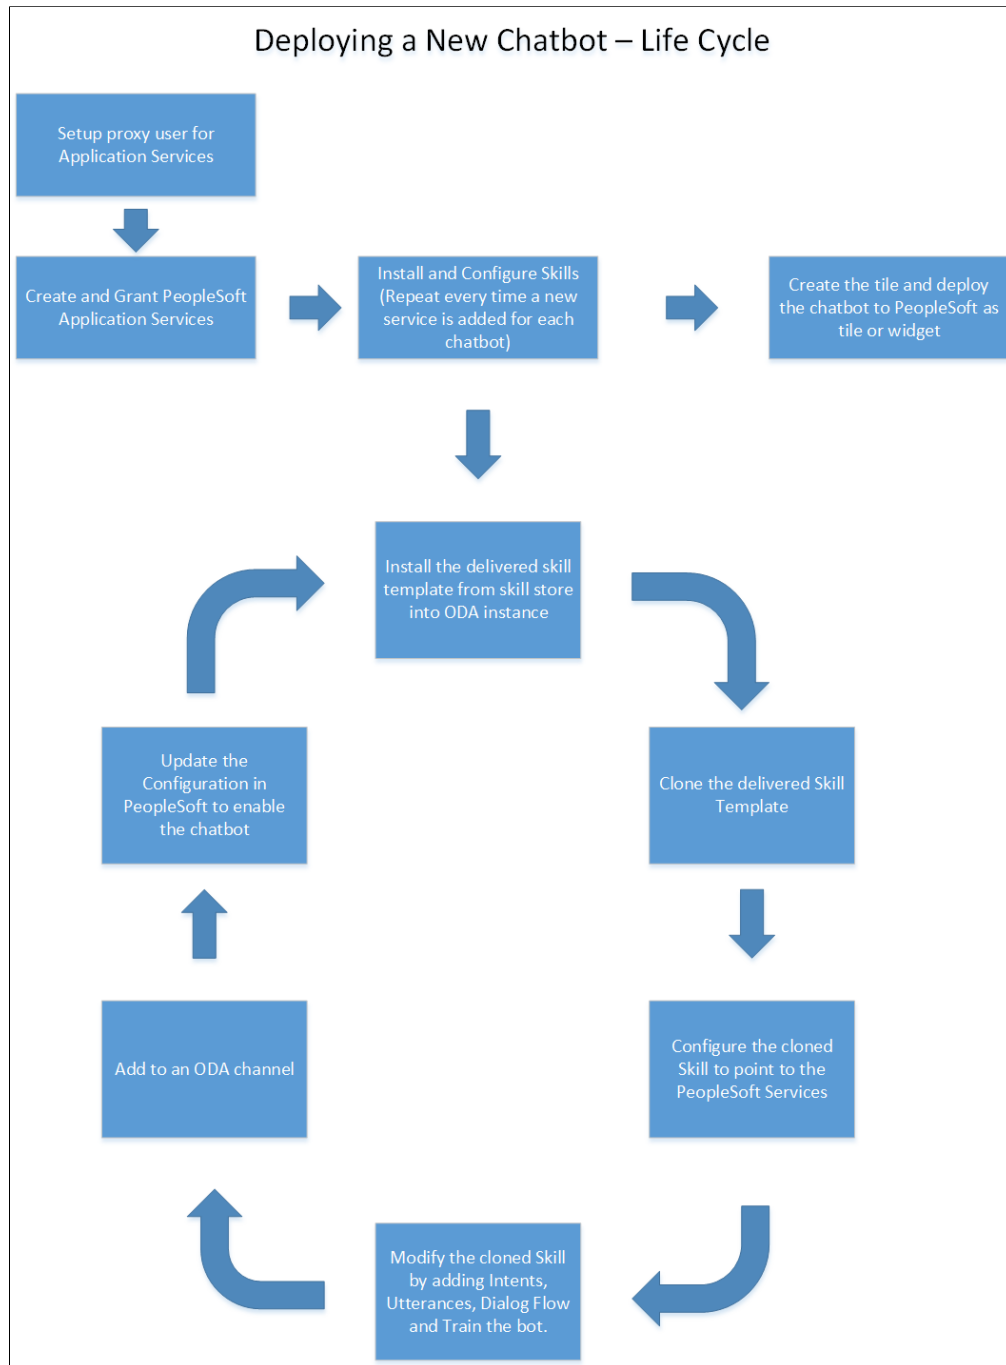 Deploying a New Chatbot – Life Cycle
Setup proxy user for
Application Services
Create and Grant PeopleSoft
Application Services
Install and Configure Skills
(Repeat every time a new
service is added for each
chatbot)
Create the tile and deploy
the chatbot to PeopleSoft as
tile or widget
Install the delivered skill
template from skill store
into ODA instance
Clone the delivered Skill
Template
Configure the cloned
Skill to point to the
PeopleSoft Services
Modify the cloned Skill
by adding Intents,
Utterances, Dialog Flow
and Train the bot.
Add to an ODA channel
Update the
Configuration in
PeopleSoft to enable
the chatbot